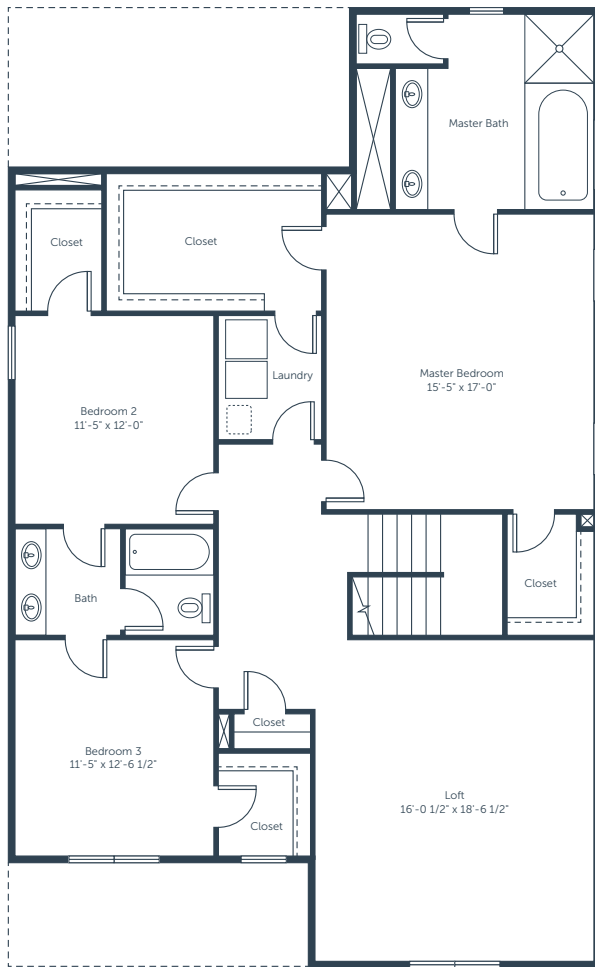 Master Bath
Closet
Closet
Laundry
Master Bedroom
15'-5" x 17'-0"
Bedroom 2
11'-5" x 12'-0"
Closet
Bath
Closet
Bedroom 3
11'-5" x 12'-6 1/2"
Loft
16'-0 1/2" x 18'-6 1/2"
Closet